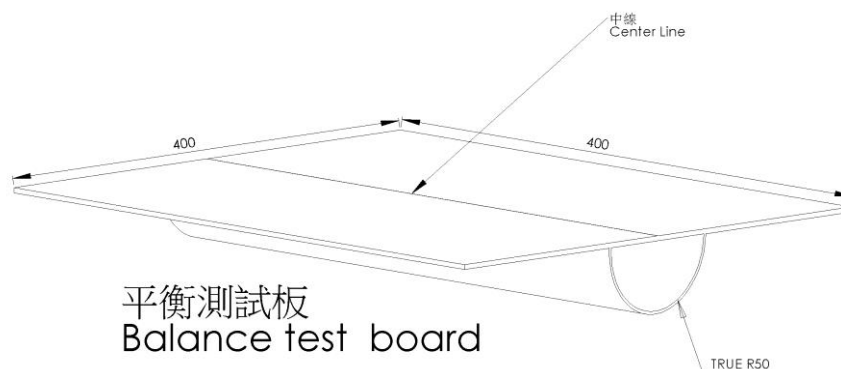 中線
Center Line
400
400
平衡測試板
Balance test board
TRUE R50